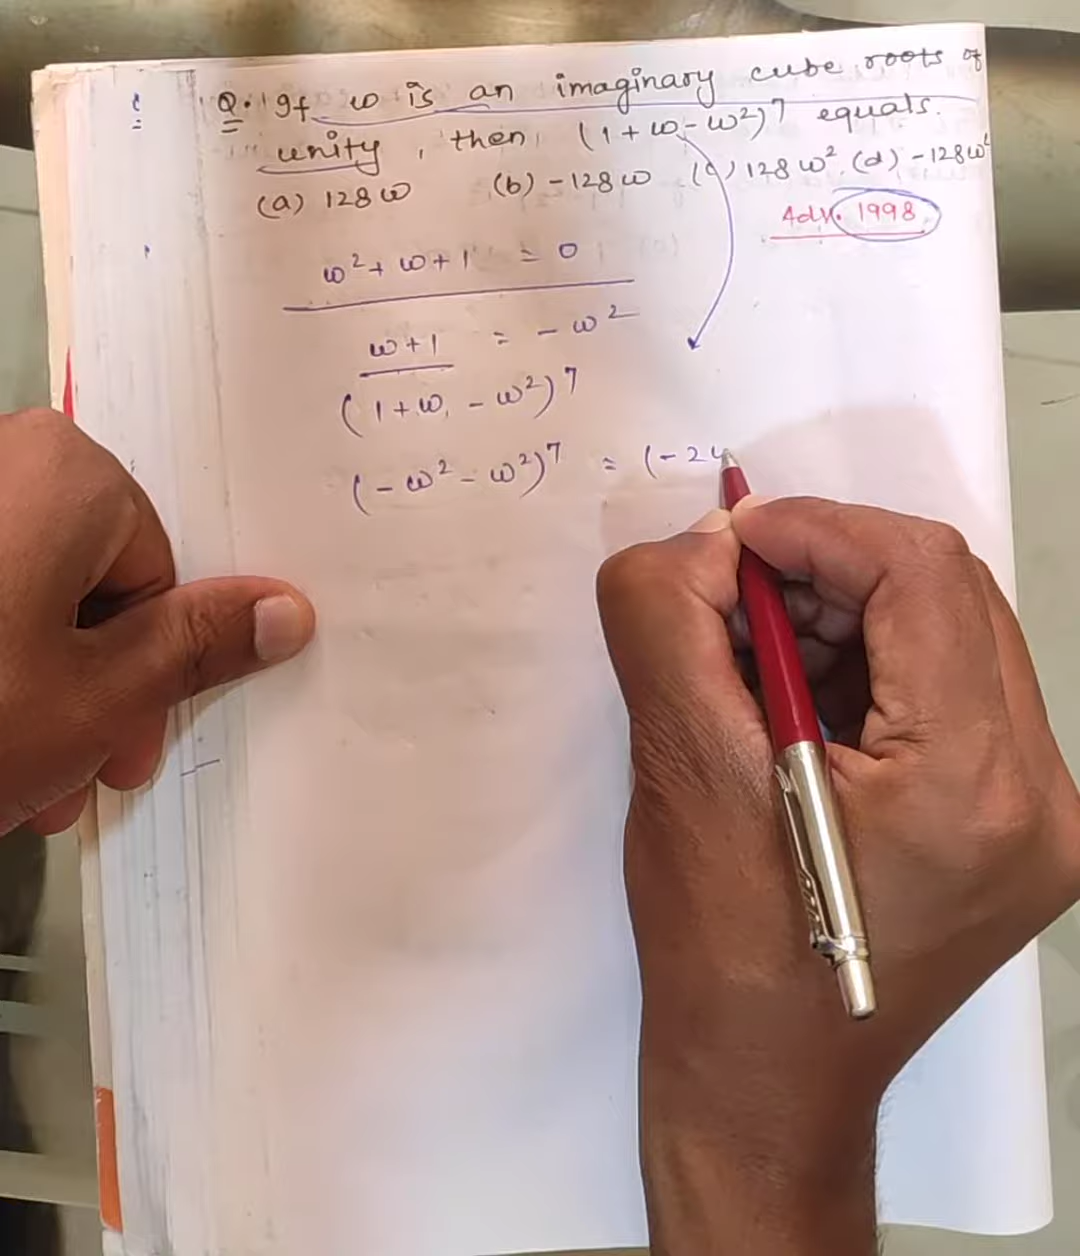 Q. If ω is an imaginary cube roots of
unity, then (1+ω-ω²)⁷ equals.
(a) 128ω (b) -128ω (c) 128ω², (d) -128ω²
Adv. 1998
ω²+ω+1 = 0
ω+1 = -ω²
(1+ω, -ω²)⁷
(-ω²-ω²)⁷ = (-2